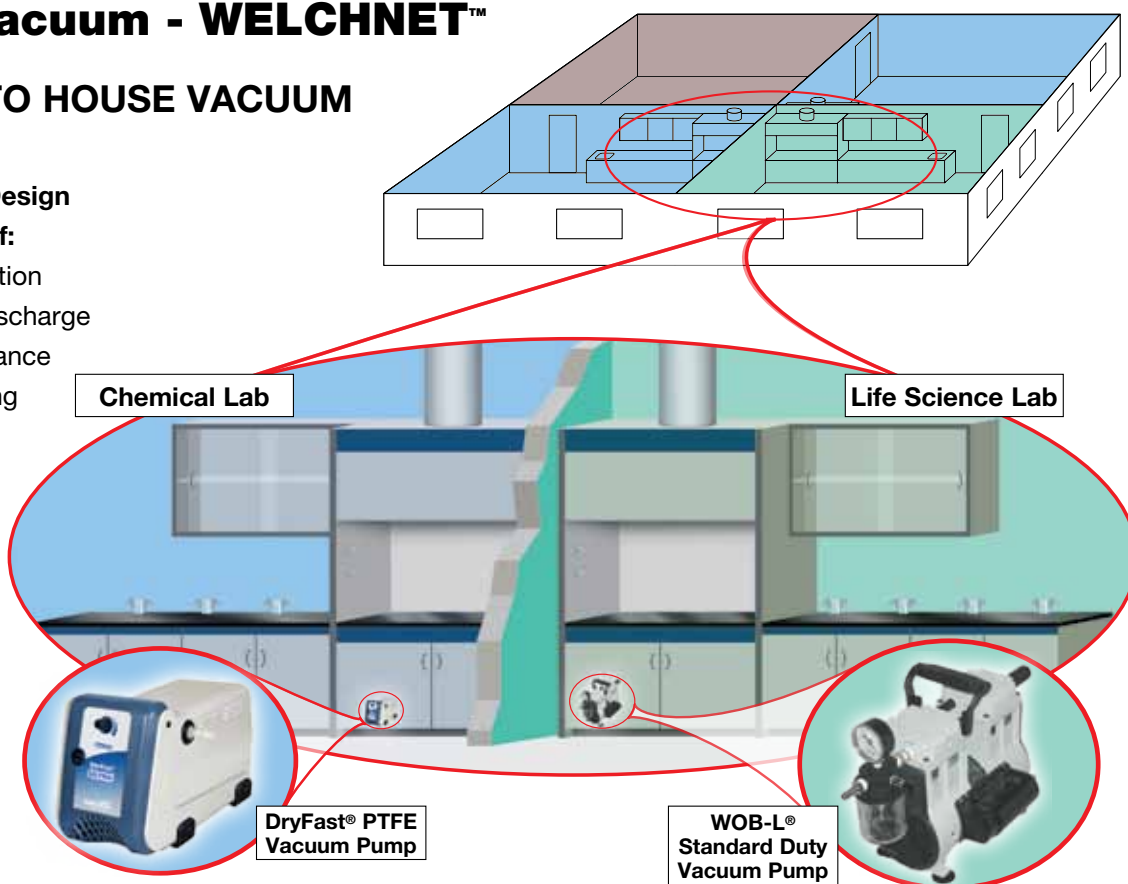 acuum - WELCHNET™
TO HOUSE VACUUM
Design
f:
tion
scharge
ance
ng
Chemical Lab
Life Science Lab
DryFast® PTFE
Vacuum Pump
WOB-L®
Standard Duty
Vacuum Pump